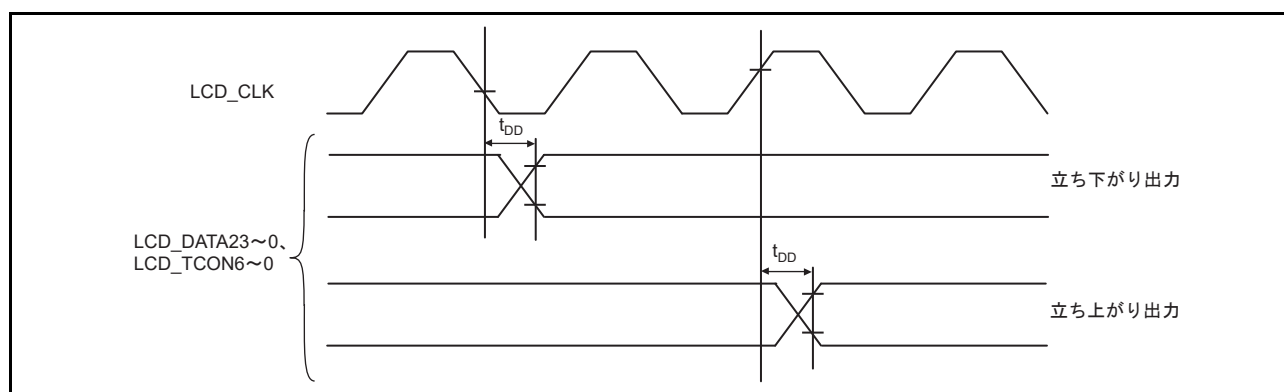 LCD_CLK
tDD
立ち下がり出力
LCD_DATA23～0、
LCD_TCON6～0
tDD
立ち上がり出力